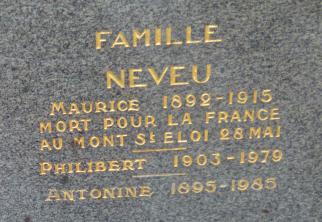 FAMILLE
NEVEU
MAURICE 1892-1915
MORT POUR LA FRANCE
AU MONT St ELOI 28 MAI
PHILIBERT 1903-1979
ANTONINE 1895-1985